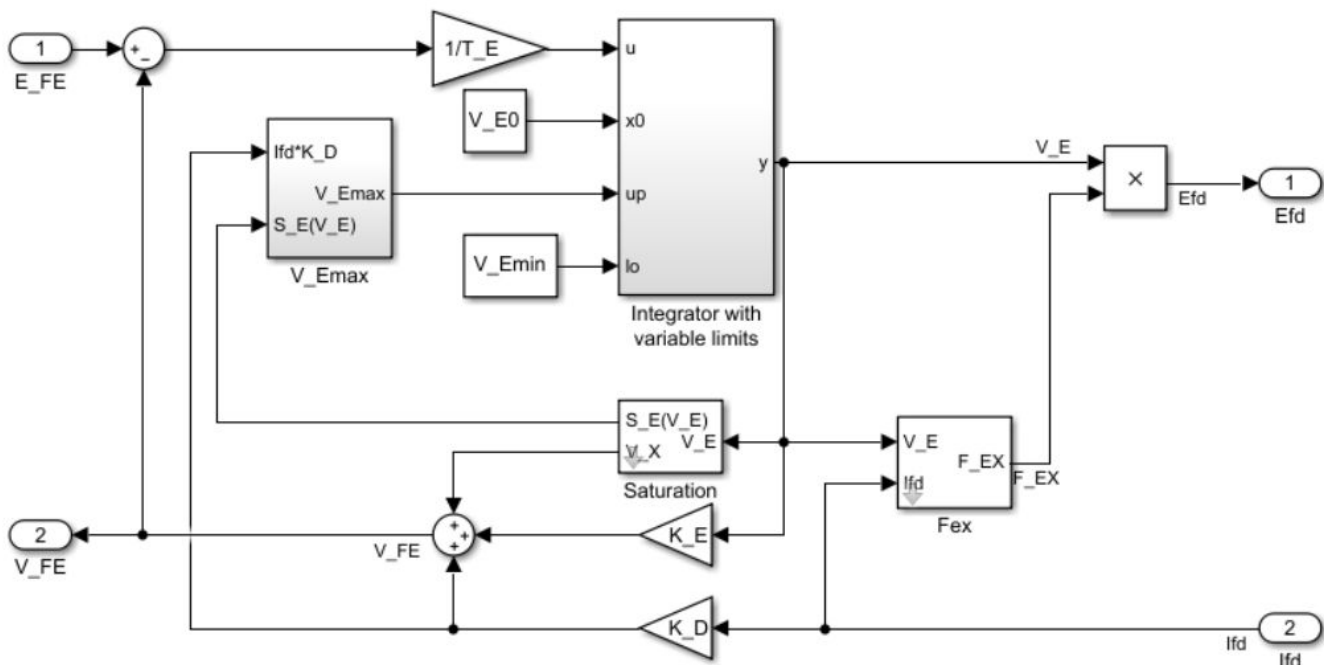 1
E_FE
+
-
1/T_E
V_E0
Ifd*K_D
V_Emax
S_E(V_E)
V_Emax
V_Emin
u
x0
y
up
lo
Integrator with
variable limits
V_E
×
Efd
1
Efd
S_E(V_E)
V_E
V_X
Saturation
V_E
F_EX
Ifd
Fex
F_EX
2
V_FE
V_FE
+
+
+
K_E
K_D
Ifd
2
Ifd